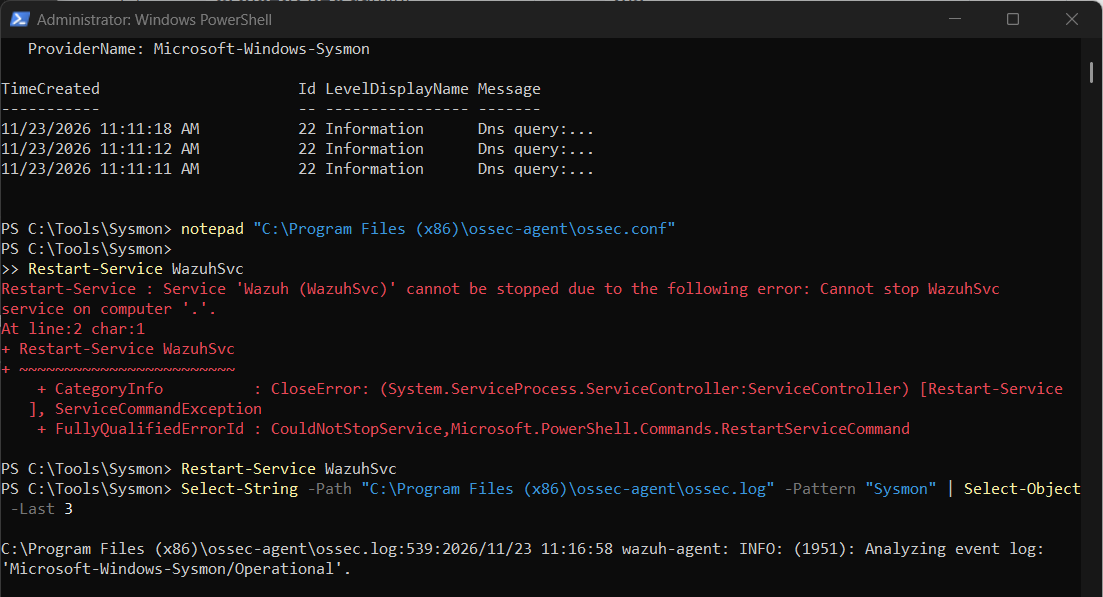 Administrator: Windows PowerShell
ProviderName: Microsoft-Windows-Sysmon
TimeCreated                      Id LevelDisplayName Message
-----------                      -- ---------------- -------
11/23/2026 11:11:18 AM           22 Information      Dns query:...
11/23/2026 11:11:12 AM           22 Information      Dns query:...
11/23/2026 11:11:11 AM           22 Information      Dns query:...
PS C:\Tools\Sysmon> notepad "C:\Program Files (x86)\ossec-agent\ossec.conf"
PS C:\Tools\Sysmon>
>> Restart-Service WazuhSvc
Restart-Service : Service 'Wazuh (WazuhSvc)' cannot be stopped due to the following error: Cannot stop WazuhSvc
service on computer '.'.
At line:2 char:1
+ Restart-Service WazuhSvc
+ ~~~~~~~~~~~~~~~~~~~~~~~~
    + CategoryInfo          : CloseError: (System.ServiceProcess.ServiceController:ServiceController) [Restart-Service
   ], ServiceCommandException
    + FullyQualifiedErrorId : CouldNotStopService,Microsoft.PowerShell.Commands.RestartServiceCommand
PS C:\Tools\Sysmon> Restart-Service WazuhSvc
PS C:\Tools\Sysmon> Select-String -Path "C:\Program Files (x86)\ossec-agent\ossec.log" -Pattern "Sysmon" | Select-Object
 -Last 3
C:\Program Files (x86)\ossec-agent\ossec.log:539:2026/11/23 11:16:58 wazuh-agent: INFO: (1951): Analyzing event log:
'Microsoft-Windows-Sysmon/Operational'.